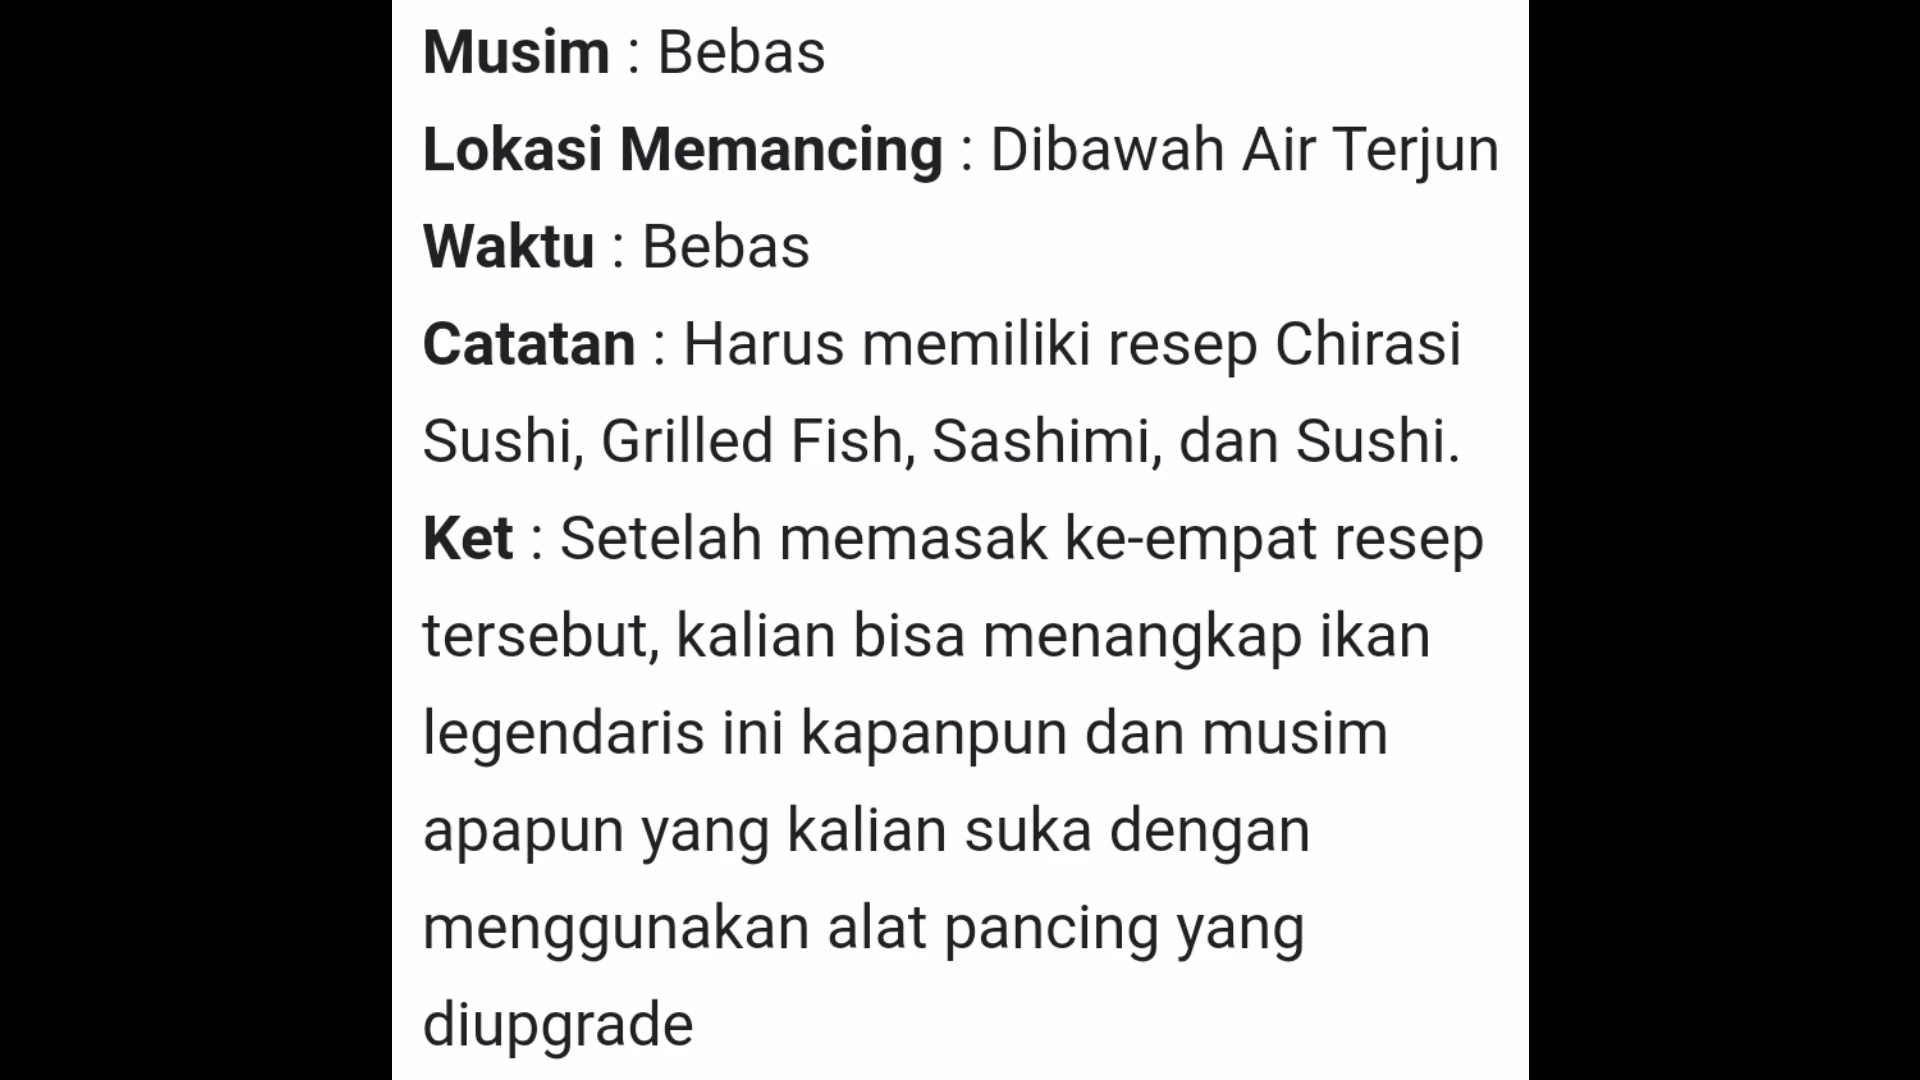 Musim : Bebas
Lokasi Memancing : Dibawah Air Terjun
Waktu : Bebas
Catatan : Harus memiliki resep Chirasi
Sushi, Grilled Fish, Sashimi, dan Sushi.
Ket : Setelah memasak ke-empat resep
tersebut, kalian bisa menangkap ikan
legendaris ini kapanpun dan musim
apapun yang kalian suka dengan
menggunakan alat pancing yang
diupgrade